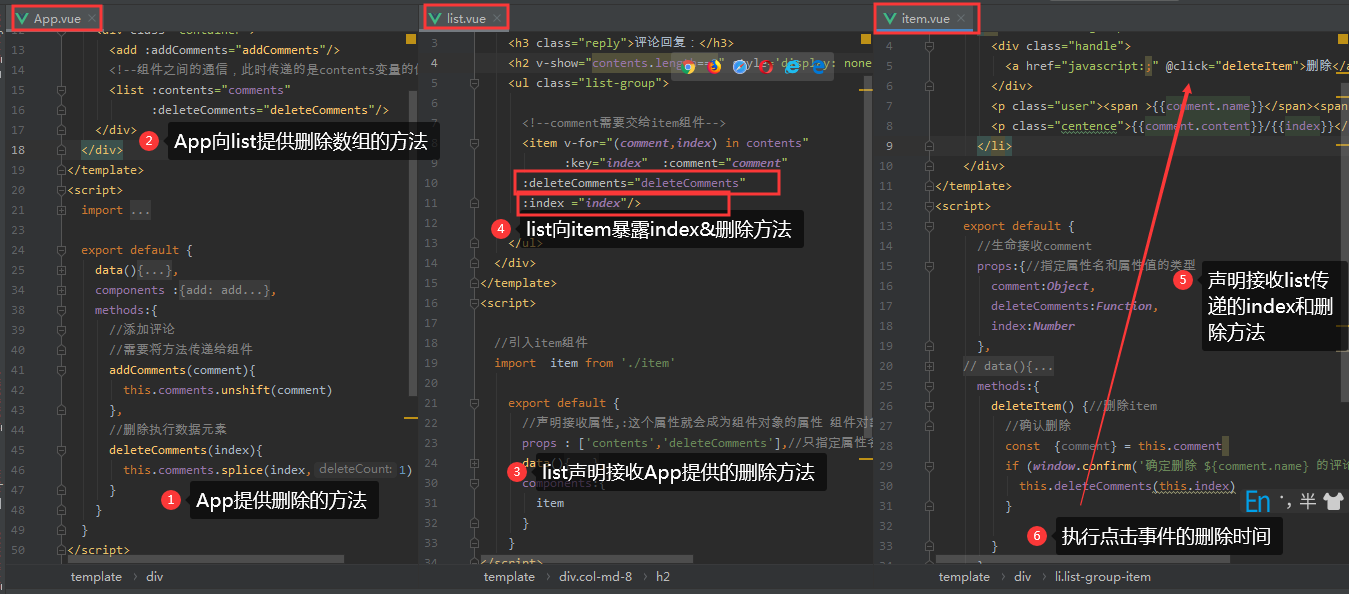 App.vue
12 <div class="container">
13 <add :addComments="addComments"/>
14 <!--组件之间的通信，此时传递的是contents变量的
15 <list :contents="comments"
16 :deleteComments="deleteComments"/>
17 </div>
18 </div>
19 </template>
20 <script>
21 import ...
23
24 export default {
25 data(){...},
34 components :{add: add...},
38 methods:{
39 //添加评论
40 //需要将方法传递给组件
41 addComments(comment){
42 this.comments.unshift(comment)
43 },
44 //删除执行数据元素
45 deleteComments(index){
46 this.comments.splice(index, deleteCount: 1)
47 }
48 }
49 }
50 </script>
2 App向list提供删除数组的方法
1 App提供删除的方法
template › div
list.vue
3 <h3 class="reply">评论回复：</h3>
4 <h2 v-show="contents.length== style='display: none
5 <ul class="list-group">
6
7 <!--comment需要交给item组件-->
8 <item v-for="(comment,index) in contents"
9 :key="index" :comment="comment"
10 :deleteComments="deleteComments"
11 :index ="index"/>
12
13 </ul>
14 </div>
15 </template>
16 <script>
17
18 //引入item组件
19 import item from './item'
20
21 export default {
22 //声明接收属性,:这个属性就会成为组件对象的属性 组件对
23 props : ['contents','deleteComments'],//只指定属性名
24 data(){
30 components:{
31 item
32 }
33 }
34 </script>
4 list向item暴露index&删除方法
3 list声明接收App提供的删除方法
template › div.col-md-8 › h2
item.vue
4 <div class="handle">
5 <a href="javascript:;" @click="deleteItem">删除</a
6 </div>
7 <p class="user"><span >{{comment.name}}</span><span
8 <p class="centence">{{comment.content}}/{{index}}</
9 </li>
10 </div>
11 </template>
12 <script>
13 export default {
14 //生命接收comment
15 props:{//指定属性名和属性值的类型
16 comment:Object,
17 deleteComments:Function,
18 index:Number
19 },
20 // data(){...
25 methods:{
26 deleteItem() {//删除item
27 //确认删除
28 const {comment} = this.comment
29 if (window.confirm('确定删除 ${comment.name} 的评论
30 this.deleteComments(this.index)
31 }
32
33 }
34
5 声明接收list传
递的index和删
除方法
En ，半
6 执行点击事件的删除时间
template › div › li.list-group-item